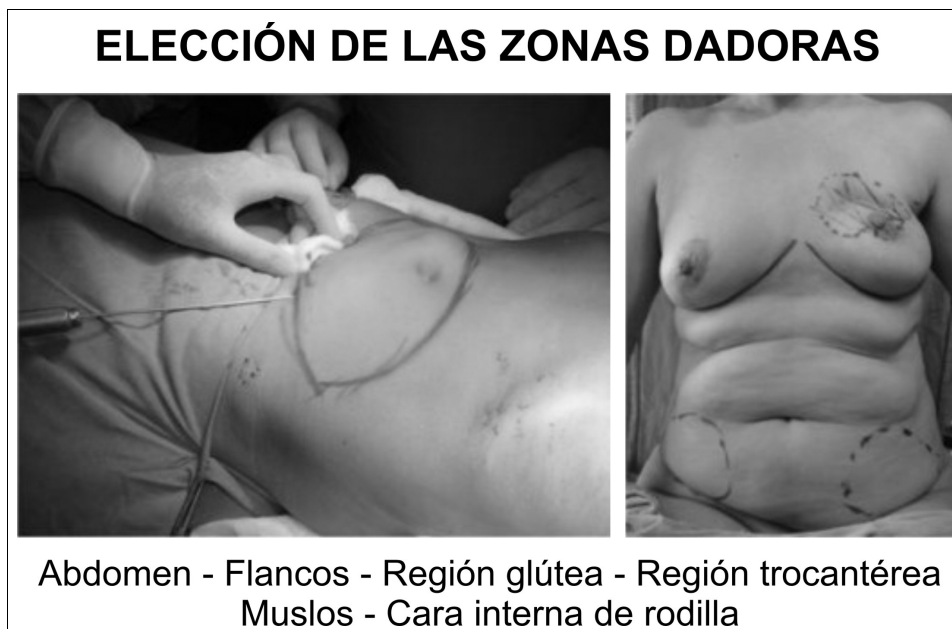 ELECCIÓN DE LAS ZONAS DADORAS
Abdomen - Flancos - Región glútea - Región trocantérea
Muslos - Cara interna de rodilla